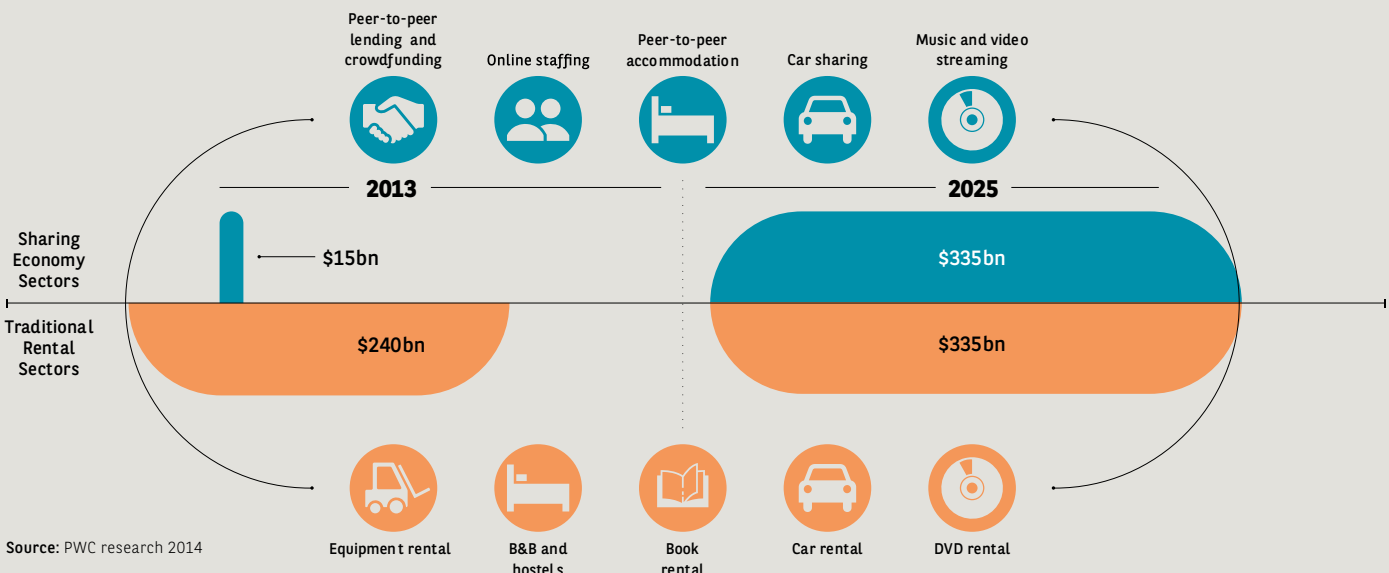 Peer-to-peer
lending and
crowdfunding
Online staffing
Peer-to-peer
accommodation
Car sharing
Music and video
streaming
2013
2025
Sharing
Economy
Sectors
$15bn
$335bn
Traditional
Rental
Sectors
$240bn
$335bn
Equipment rental
B&B and
hostels
Book
rental
Car rental
DVD rental
Source: PWC research 2014